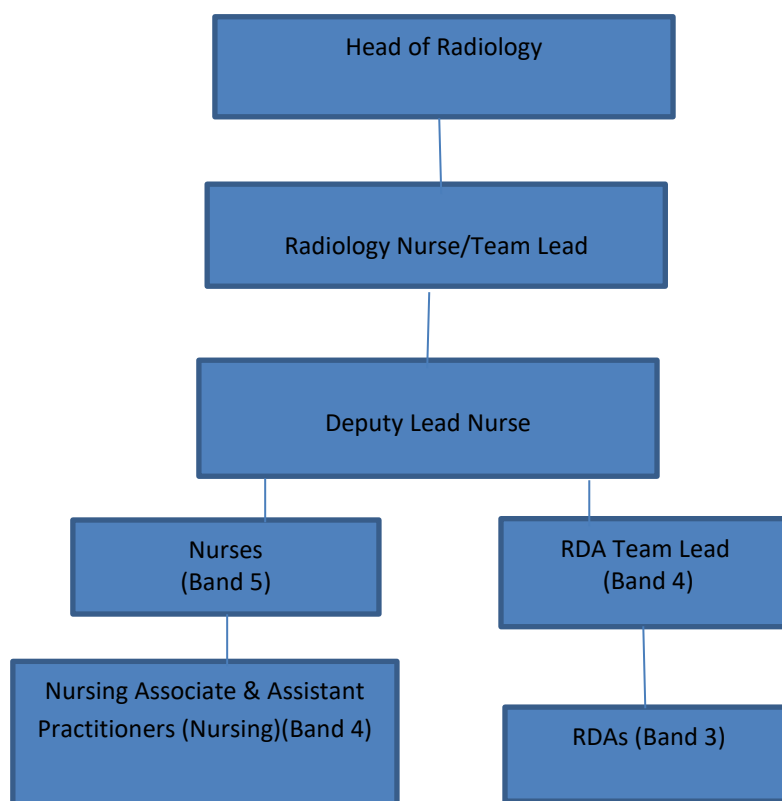 Head of Radiology
Radiology Nurse/Team Lead
Deputy Lead Nurse
Nurses
(Band 5)
RDA Team Lead
(Band 4)
Nursing Associate & Assistant
Practitioners (Nursing)(Band 4)
RDAs (Band 3)